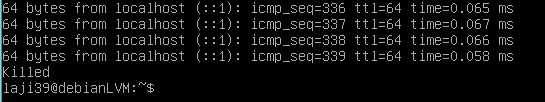 64 bytes from localhost (::1): icmp_seq=336 ttl=64 time=0.065 ms
64 bytes from localhost (::1): icmp_seq=337 ttl=64 time=0.067 ms
64 bytes from localhost (::1): icmp_seq=338 ttl=64 time=0.066 ms
64 bytes from localhost (::1): icmp_seq=339 ttl=64 time=0.058 ms
Killed
laji39@debianLVM:~$